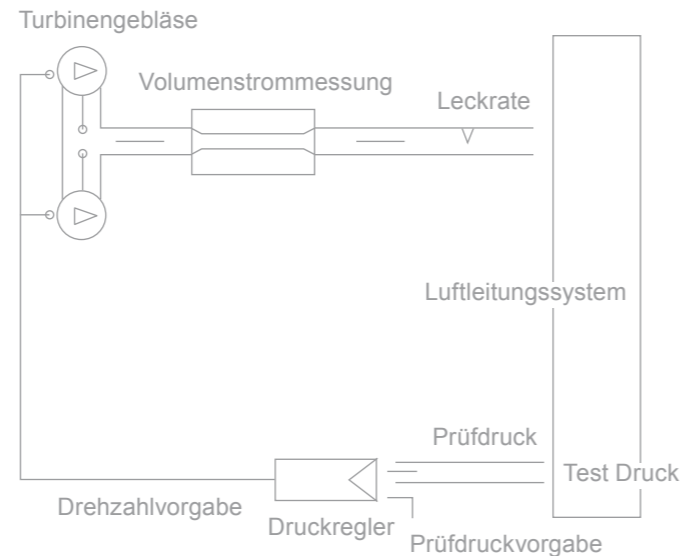 Turbinengebläse
Volumenstrommessung
Leckrate
Luftleitungssystem
Prüfdruck
Test Druck
Drehzahlvorgabe
Druckregler
Prüfdruckvorgabe